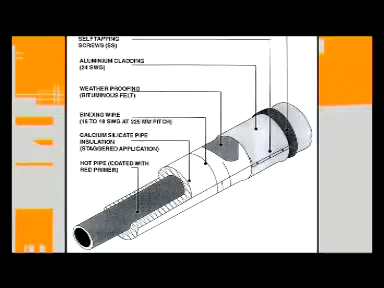 SELF TAPPING
SCREWS (SS)
ALUMINIUM CLADDING
(24 SWG)
WEATHER PROOFING
(BITUMINOUS FELT)
BINDING WIRE
(16 TO 18 SWG AT 225 MM PITCH)
CALCIUM SILICATE PIPE
INSULATION
(STAGGERED APPLICATION)
HOT PIPE (COATED WITH
RED PRIMER)